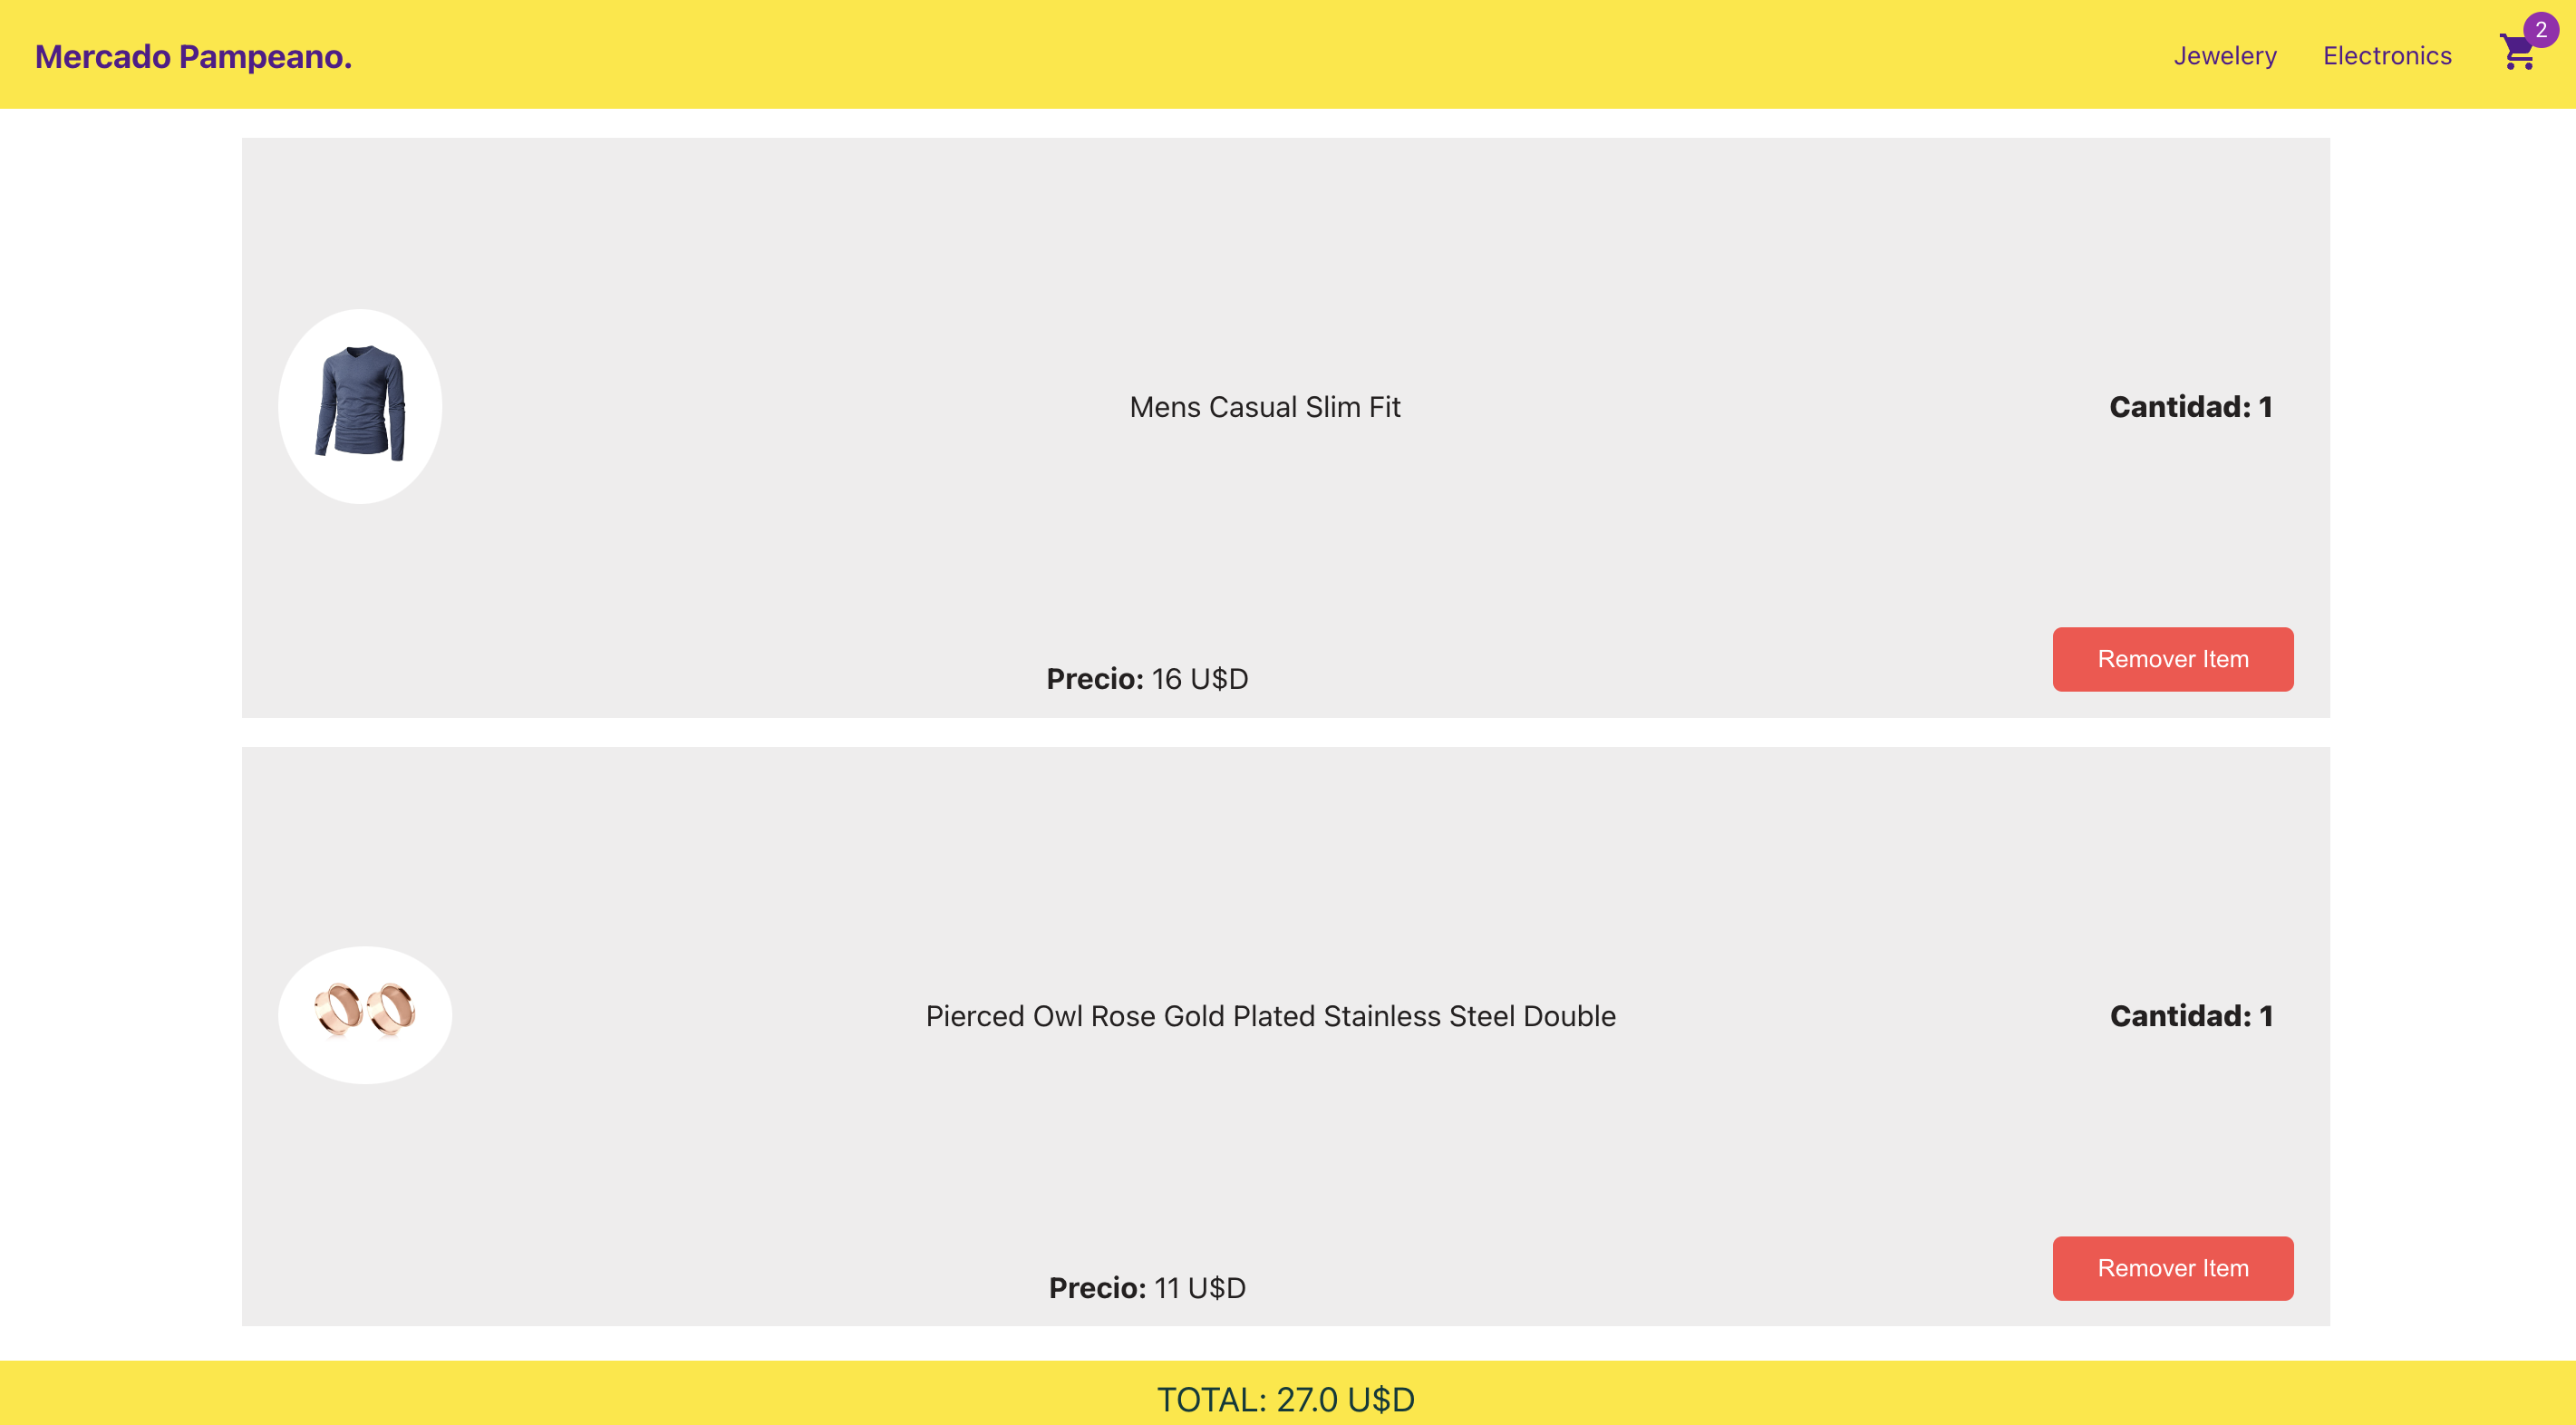 Mercado Pampeano.
Jewelery
Electronics
2
Mens Casual Slim Fit
Cantidad: 1
Precio: 16 U$D
Remover Item
Pierced Owl Rose Gold Plated Stainless Steel Double
Cantidad: 1
Precio: 11 U$D
Remover Item
TOTAL: 27.0 U$D